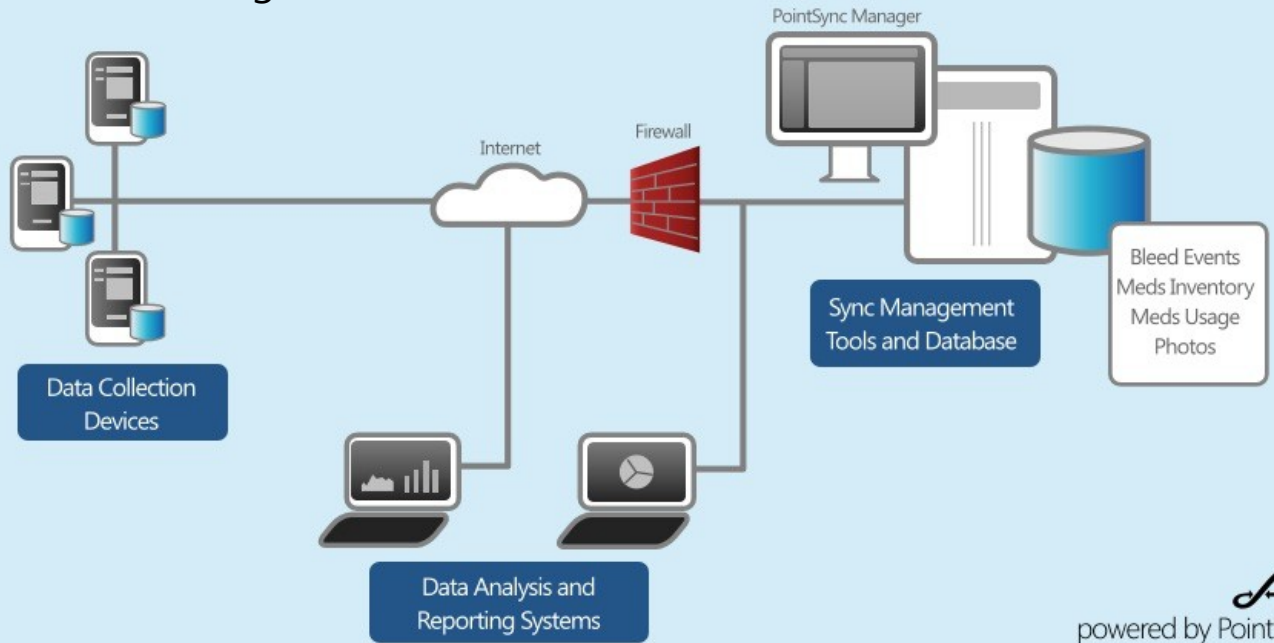 PointSync Manager
Internet
Firewall
Bleed Events
Meds Inventory
Meds Usage
Photos
Sync Management
Tools and Database
Data Collection
Devices
Data Analysis and
Reporting Systems
powered by Point